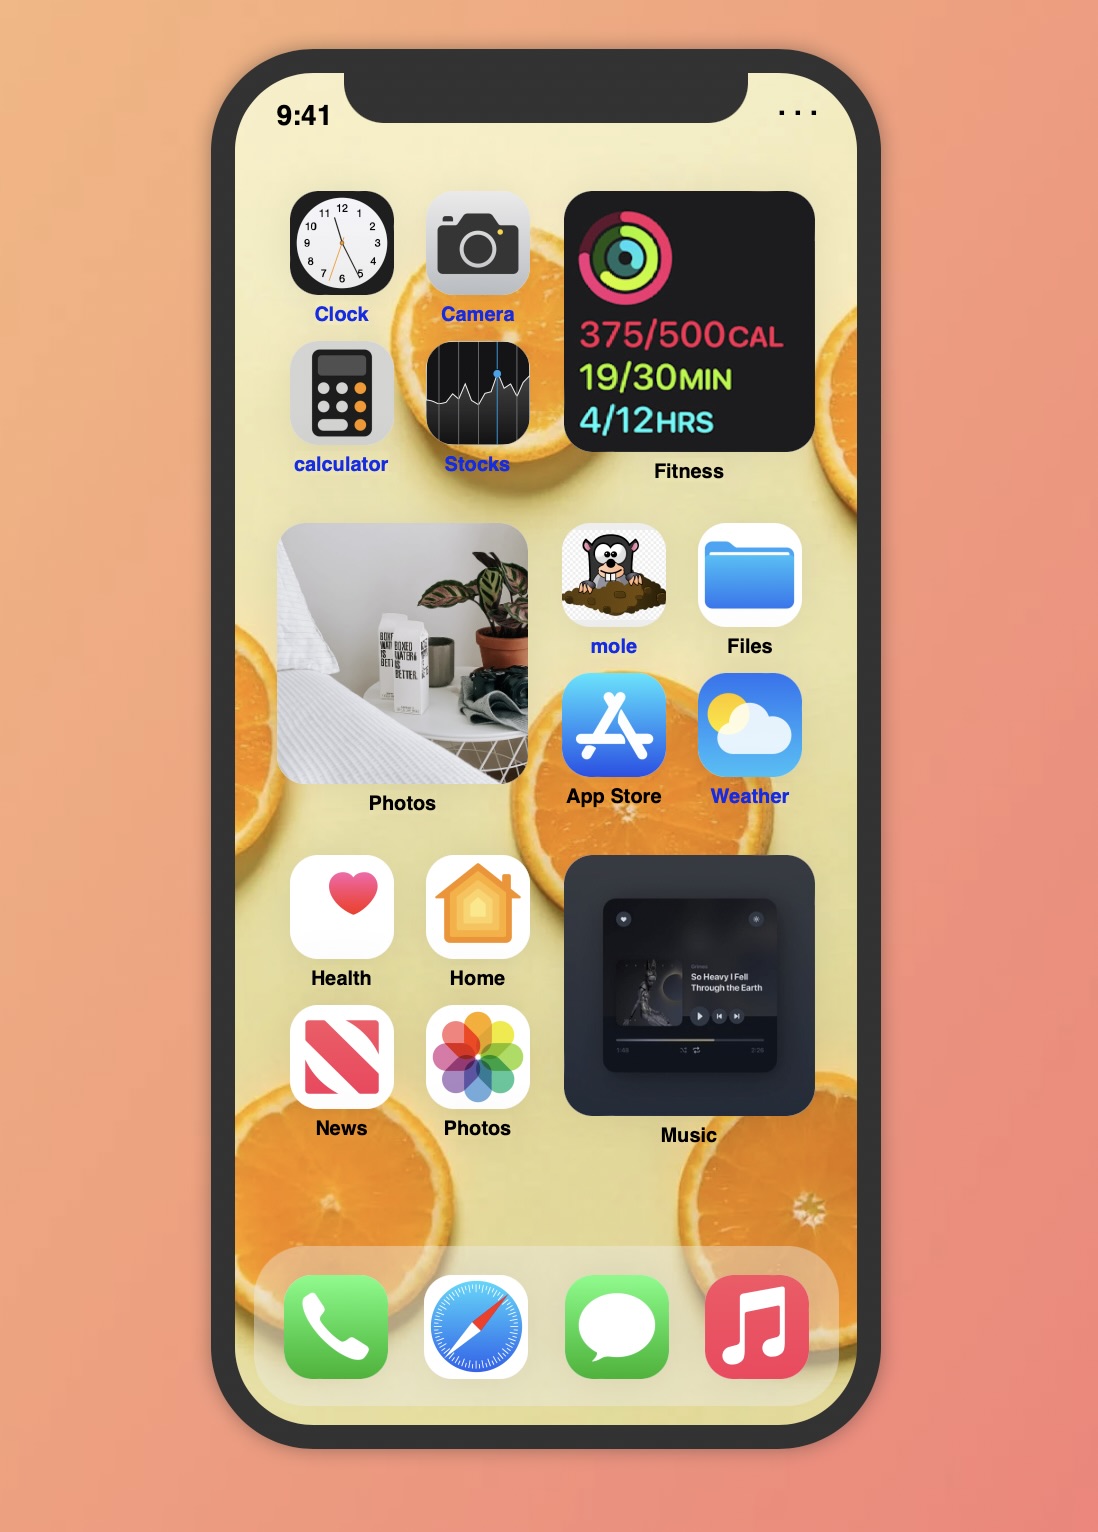 9:41
...
12
11 1
10 2
9 3
8 4
7 5
6
Clock
Camera
375/500CAL
19/30MIN
4/12HRS
calculator
Stocks
Fitness
BOXED
WATER
IS
BETTER.
mole
Files
Photos
App Store
Weather
Health
Home
So Heavy I Fell
Through the Earth
News
Photos
Music